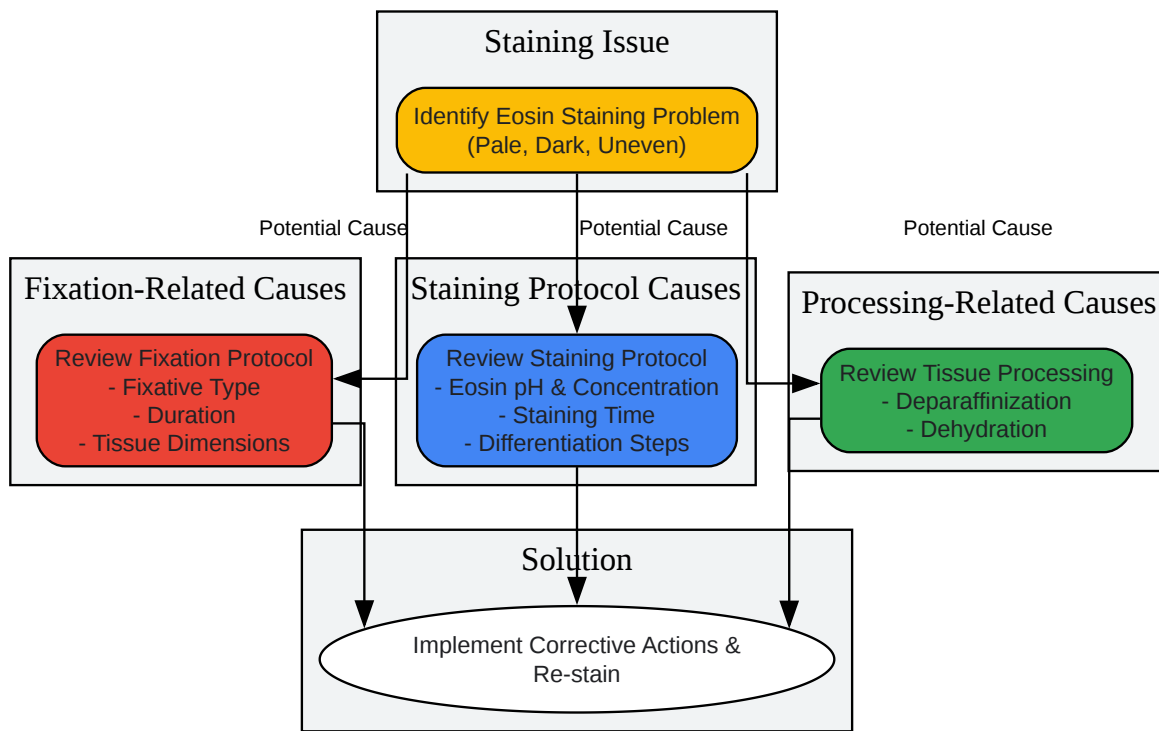 Staining Issue
Identify Eosin Staining Problem
(Pale, Dark, Uneven)
Potential Cause
Potential Cause
Potential Cause
Fixation-Related Causes
Review Fixation Protocol
- Fixative Type
- Duration
- Tissue Dimensions
Staining Protocol Causes
Review Staining Protocol
- Eosin pH & Concentration
- Staining Time
- Differentiation Steps
Processing-Related Causes
Review Tissue Processing
- Deparaffinization
- Dehydration
Solution
Implement Corrective Actions &
Re-stain